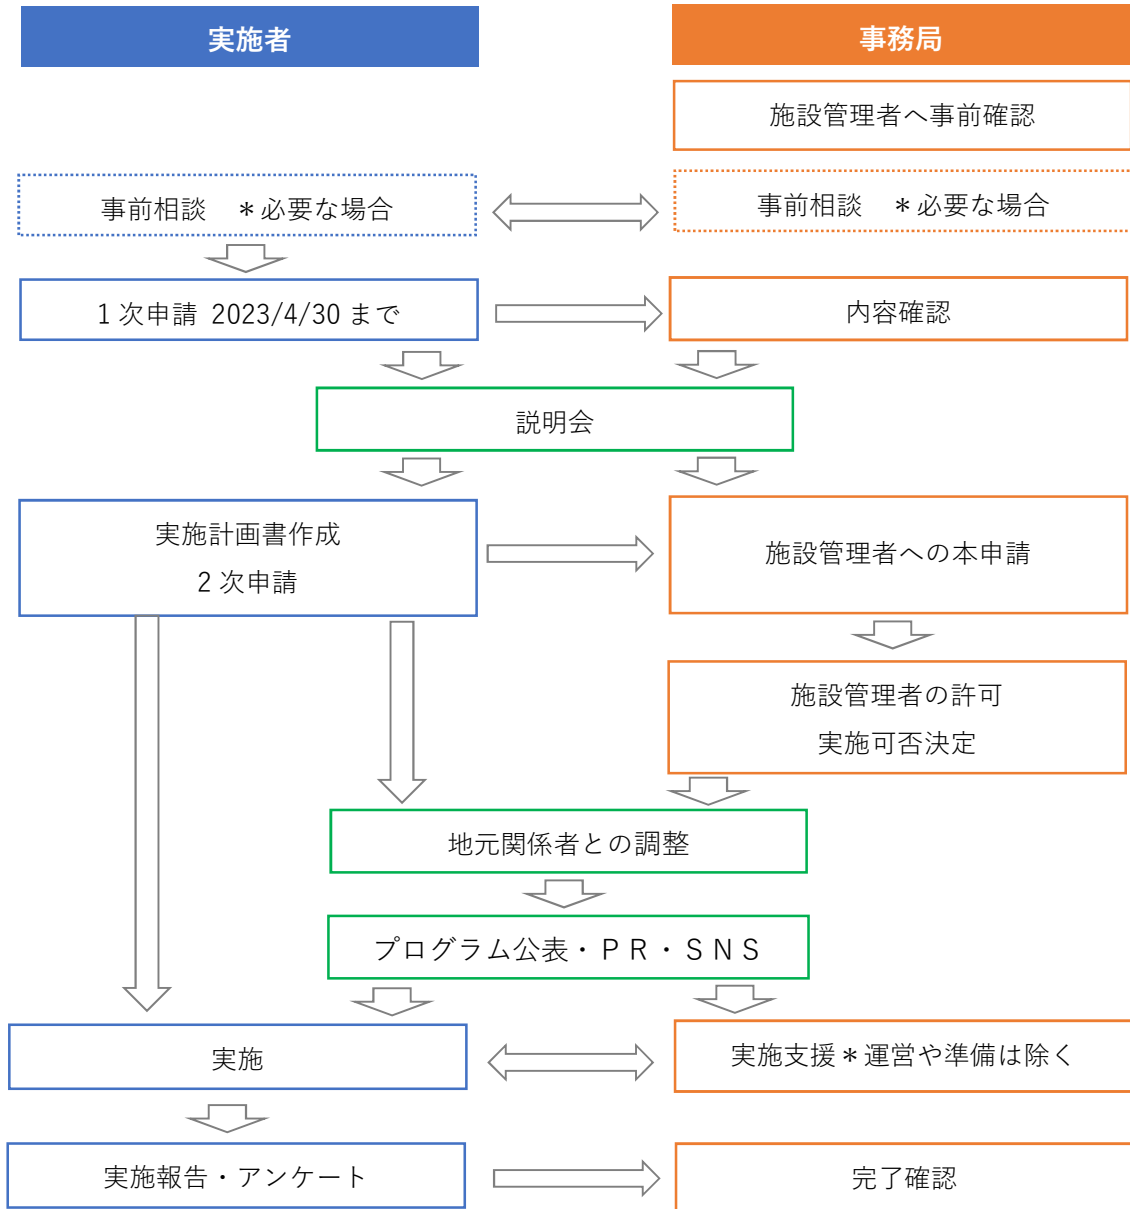 実施者
事務局
施設管理者へ事前確認
事前相談　＊必要な場合
事前相談　＊必要な場合
1 次申請 2023/4/30 まで
内容確認
説明会
実施計画書作成
2 次申請
施設管理者への本申請
施設管理者の許可
実施可否決定
地元関係者との調整
プログラム公表・ＰＲ・ＳＮＳ
実施
実施支援＊運営や準備は除く
実施報告・アンケート
完了確認